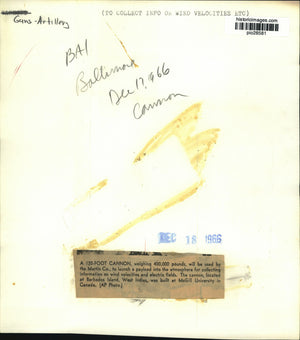 (TO COLLECT INFO OR WIND VELOCITIES ETC)
historicimages.com
pio28581
Guns-Artillery
BA1
Baltimore
Dec 17, 1966
Cannon
DEC 18 1966
A 120-FOOT CANNON, weighing 400,000 pounds, will be used by
the Martin Co., to launch a payload into the atmosphere for collecting
information on wind velocities and electric fields. The cannon, located
at Barbados Island, West Indies, was built at McGill University in
Canada. (AP Photo.)